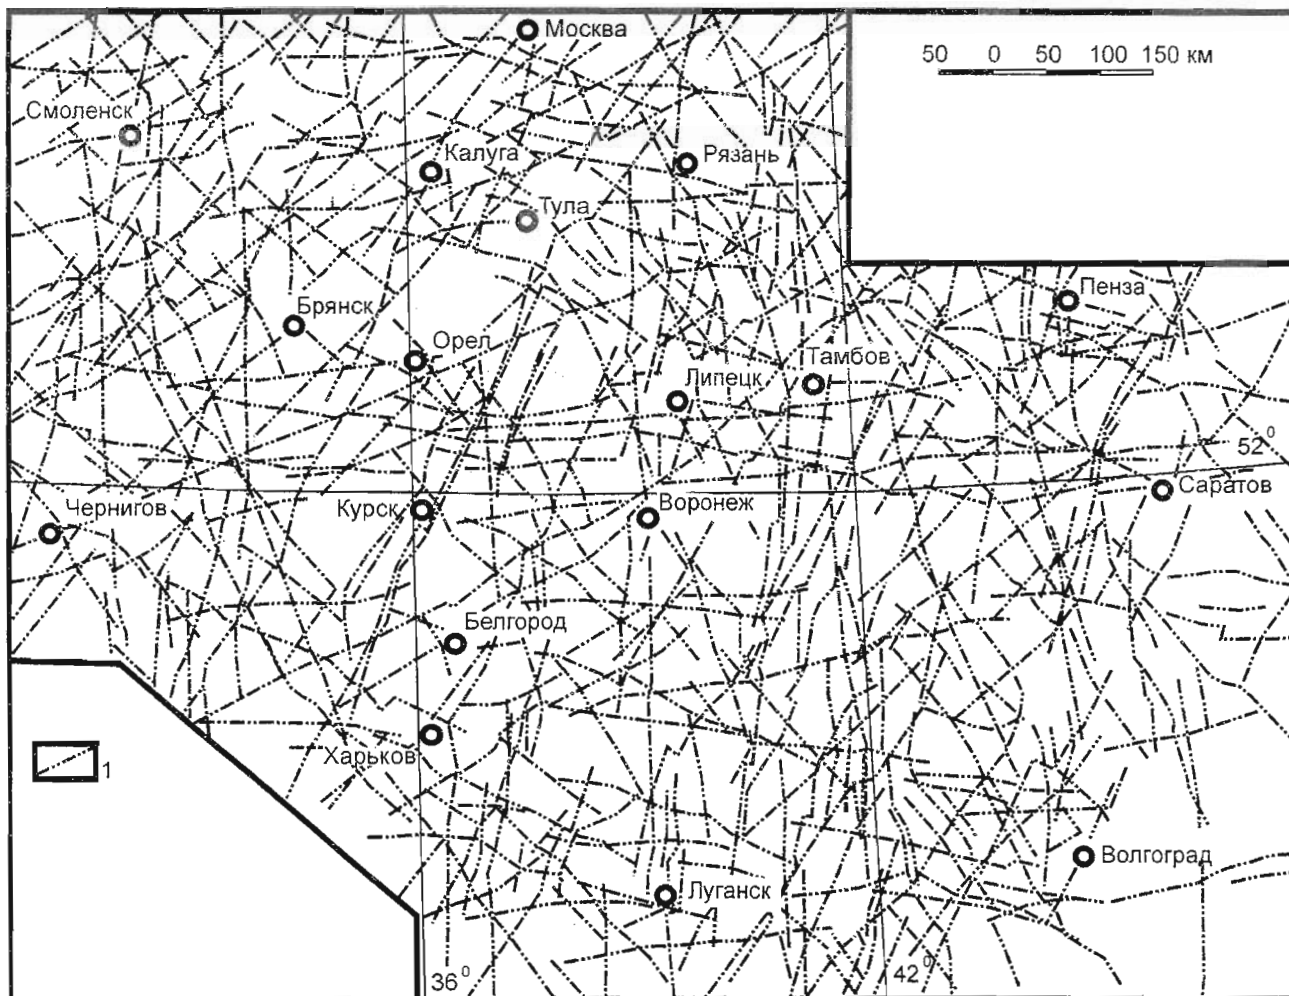 Москва
50 0 50 100 150 км
Смоленск
Калуга
Рязань
Тула
Пенза
Брянск
Орел
Тамбов
Липецк
52⁰
Саратов
Чернигов
Курск
Воронеж
Белгород
Харьков
1
Волгоград
Луганск
36⁰
42⁰